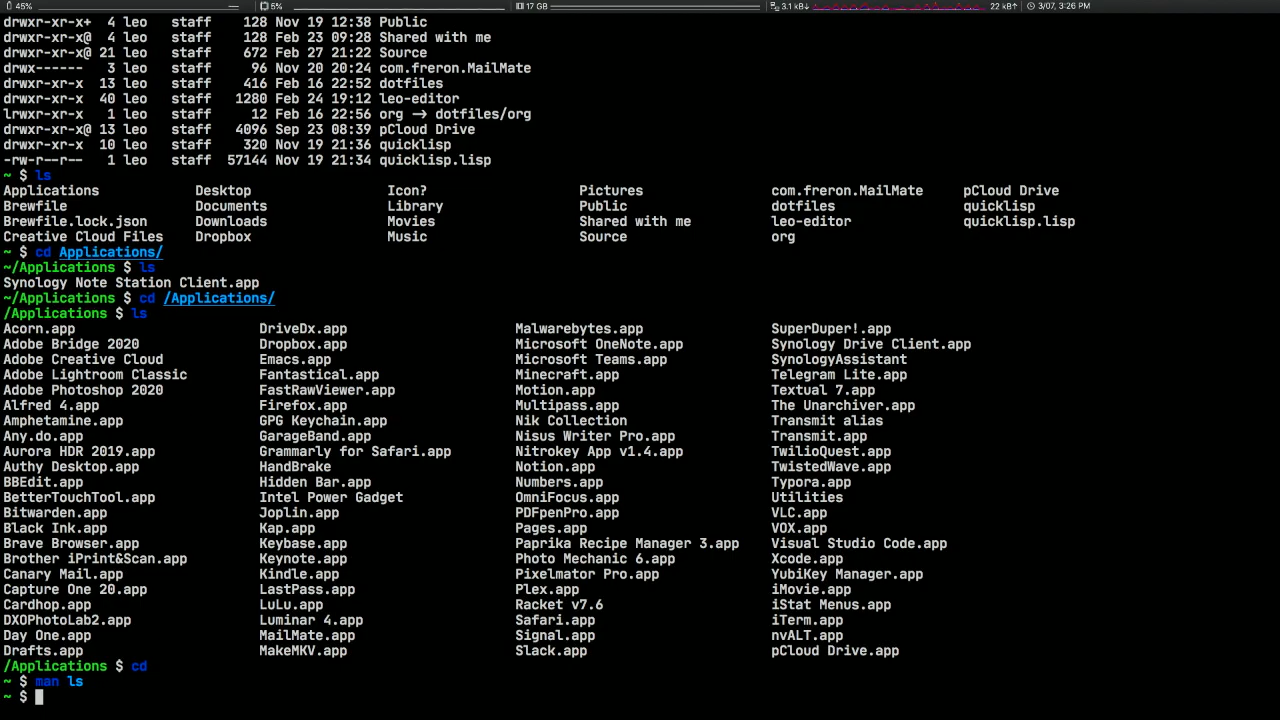 45% 5% 17 GB 3.1 kB↓ 22 kB↑ 3/07, 3:26 PM
drwxr-xr-x+ 4 leo staff 128 Nov 19 12:38 Public
drwxr-xr-x@ 4 leo staff 128 Feb 23 09:28 Shared with me
drwxr-xr-x@ 21 leo staff 672 Feb 27 21:22 Source
drwx------ 3 leo staff 96 Nov 20 20:24 com.freron.MailMate
drwxr-xr-x 13 leo staff 416 Feb 16 22:52 dotfiles
drwxr-xr-x 40 leo staff 1280 Feb 24 19:12 leo-editor
lrwxr-xr-x 1 leo staff 12 Feb 16 22:56 org -> dotfiles/org
drwxr-xr-x@ 13 leo staff 4096 Sep 23 08:39 pCloud Drive
drwxr-xr-x 10 leo staff 320 Nov 19 21:36 quicklisp
-rw-r--r-- 1 leo staff 57144 Nov 19 21:34 quicklisp.lisp
~ $ ls
Applications Desktop Icon? Pictures com.freron.MailMate pCloud Drive
Brewfile Documents Library Public dotfiles quicklisp
Brewfile.lock.json Downloads Movies Shared with me leo-editor quicklisp.lisp
Creative Cloud Files Dropbox Music Source org
~ $ cd Applications/
~/Applications $ ls
Synology Note Station Client.app
~/Applications $ cd /Applications/
/Applications $ ls
Acorn.app DriveDx.app Malwarebytes.app SuperDuper!.app
Adobe Bridge 2020 Dropbox.app Microsoft OneNote.app Synology Drive Client.app
Adobe Creative Cloud Emacs.app Microsoft Teams.app SynologyAssistant
Adobe Lightroom Classic Fantastical.app Minecraft.app Telegram Lite.app
Adobe Photoshop 2020 FastRawViewer.app Motion.app Textual 7.app
Alfred 4.app Firefox.app Multipass.app The Unarchiver.app
Amphetamine.app GPG Keychain.app Nik Collection Transmit alias
Any.do.app GarageBand.app Nisus Writer Pro.app Transmit.app
Aurora HDR 2019.app Grammarly for Safari.app Nitrokey App v1.4.app TwilioQuest.app
Authy Desktop.app HandBrake Notion.app TwistedWave.app
BBEdit.app Hidden Bar.app Numbers.app Typora.app
BetterTouchTool.app Intel Power Gadget OmniFocus.app Utilities
Bitwarden.app Joplin.app PDFpenPro.app VLC.app
Black Ink.app Kap.app Pages.app VOX.app
Brave Browser.app Keybase.app Paprika Recipe Manager 3.app Visual Studio Code.app
Brother iPrint&Scan.app Keynote.app Photo Mechanic 6.app Xcode.app
Canary Mail.app Kindle.app Pixelmator Pro.app YubiKey Manager.app
Capture One 20.app LastPass.app Plex.app iMovie.app
Cardhop.app LuLu.app Racket v7.6 iStat Menus.app
DXOPhotoLab2.app Luminar 4.app Safari.app iTerm.app
Day One.app MailMate.app Signal.app nvALT.app
Drafts.app MakeMKV.app Slack.app pCloud Drive.app
/Applications $ cd
~ $ man ls
~ $